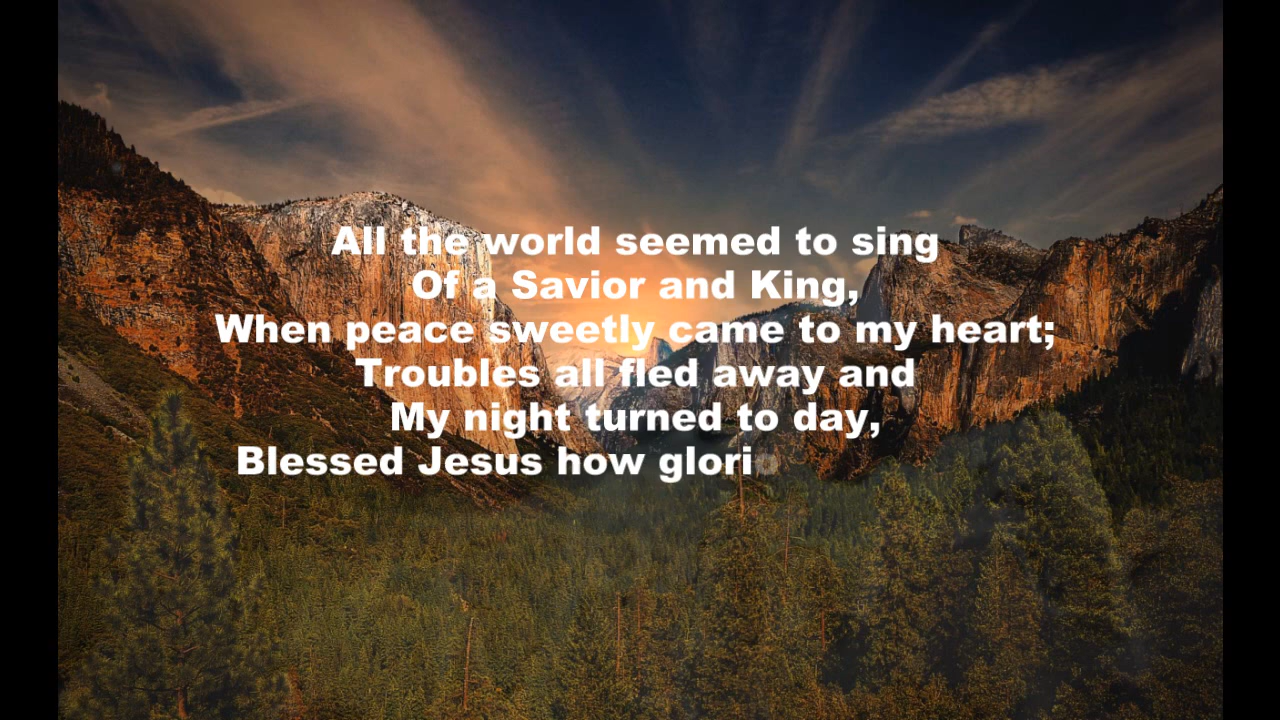 All the world seemed to sing
Of a Savior and King,
When peace sweetly came to my heart;
Troubles all fled away and
My night turned to day,
Blessed Jesus how glorio